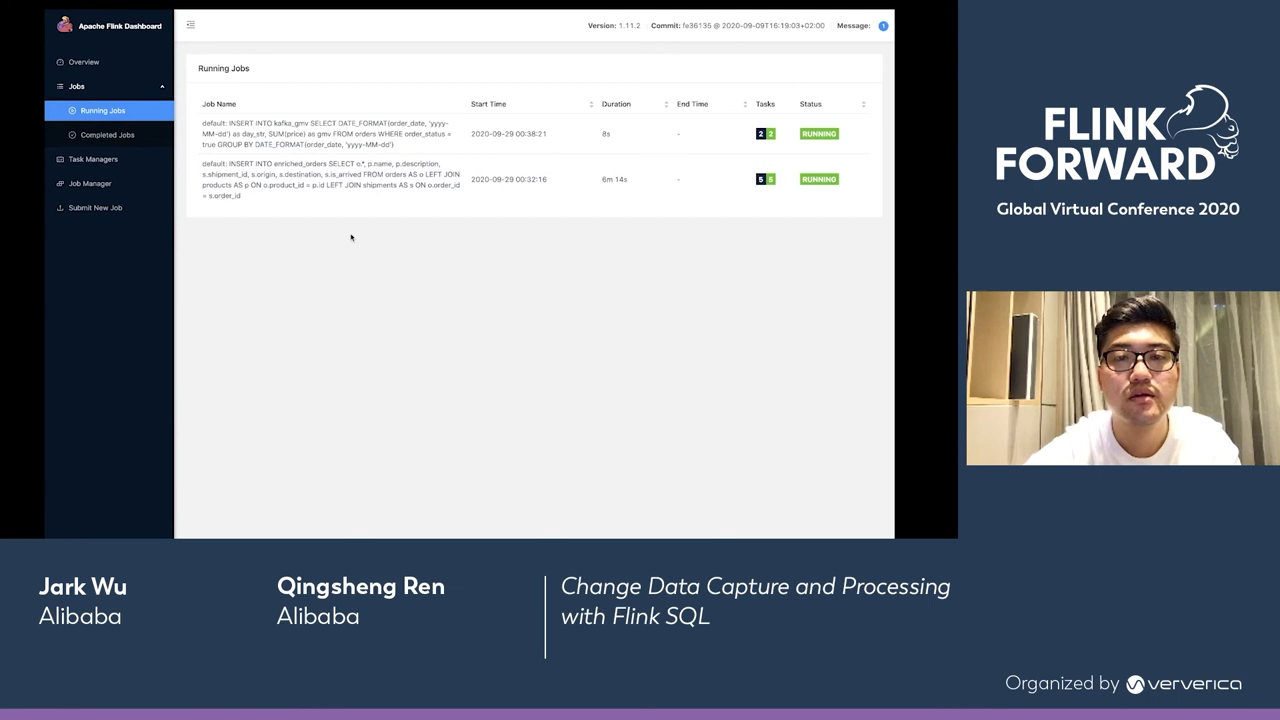 Apache Flink Dashboard
Version: 1.11.2 Commit: fe36135 @ 2020-09-09T16:19:03+02:00 Message: 1
Overview
Jobs
Running Jobs
Completed Jobs
Task Managers
Job Manager
Submit New Job
Running Jobs
Job Name Start Time Duration End Time Tasks Status
default: INSERT INTO kafka_gmv SELECT DATE_FORMAT(order_date, 'yyyy-
MM-dd') as day_str, SUM(price) as gmv FROM orders WHERE order_status =
true GROUP BY DATE_FORMAT(order_date, 'yyyy-MM-dd')
2020-09-29 00:38:21 8s - 2 2 RUNNING
default: INSERT INTO enriched_orders SELECT o.*, p.name, p.description,
s.shipment_id, s.origin, s.destination, s.is_arrived FROM orders AS o LEFT JOIN
products AS p ON o.product_id = p.id LEFT JOIN shipments AS s ON o.order_id
= s.order_id
2020-09-29 00:32:16 6m 14s - 5 RUNNING
FLINK
FORWARD
Global Virtual Conference 2020
Jark Wu
Alibaba
Qingsheng Ren
Alibaba
Change Data Capture and Processing
with Flink SQL
Organized by ververica